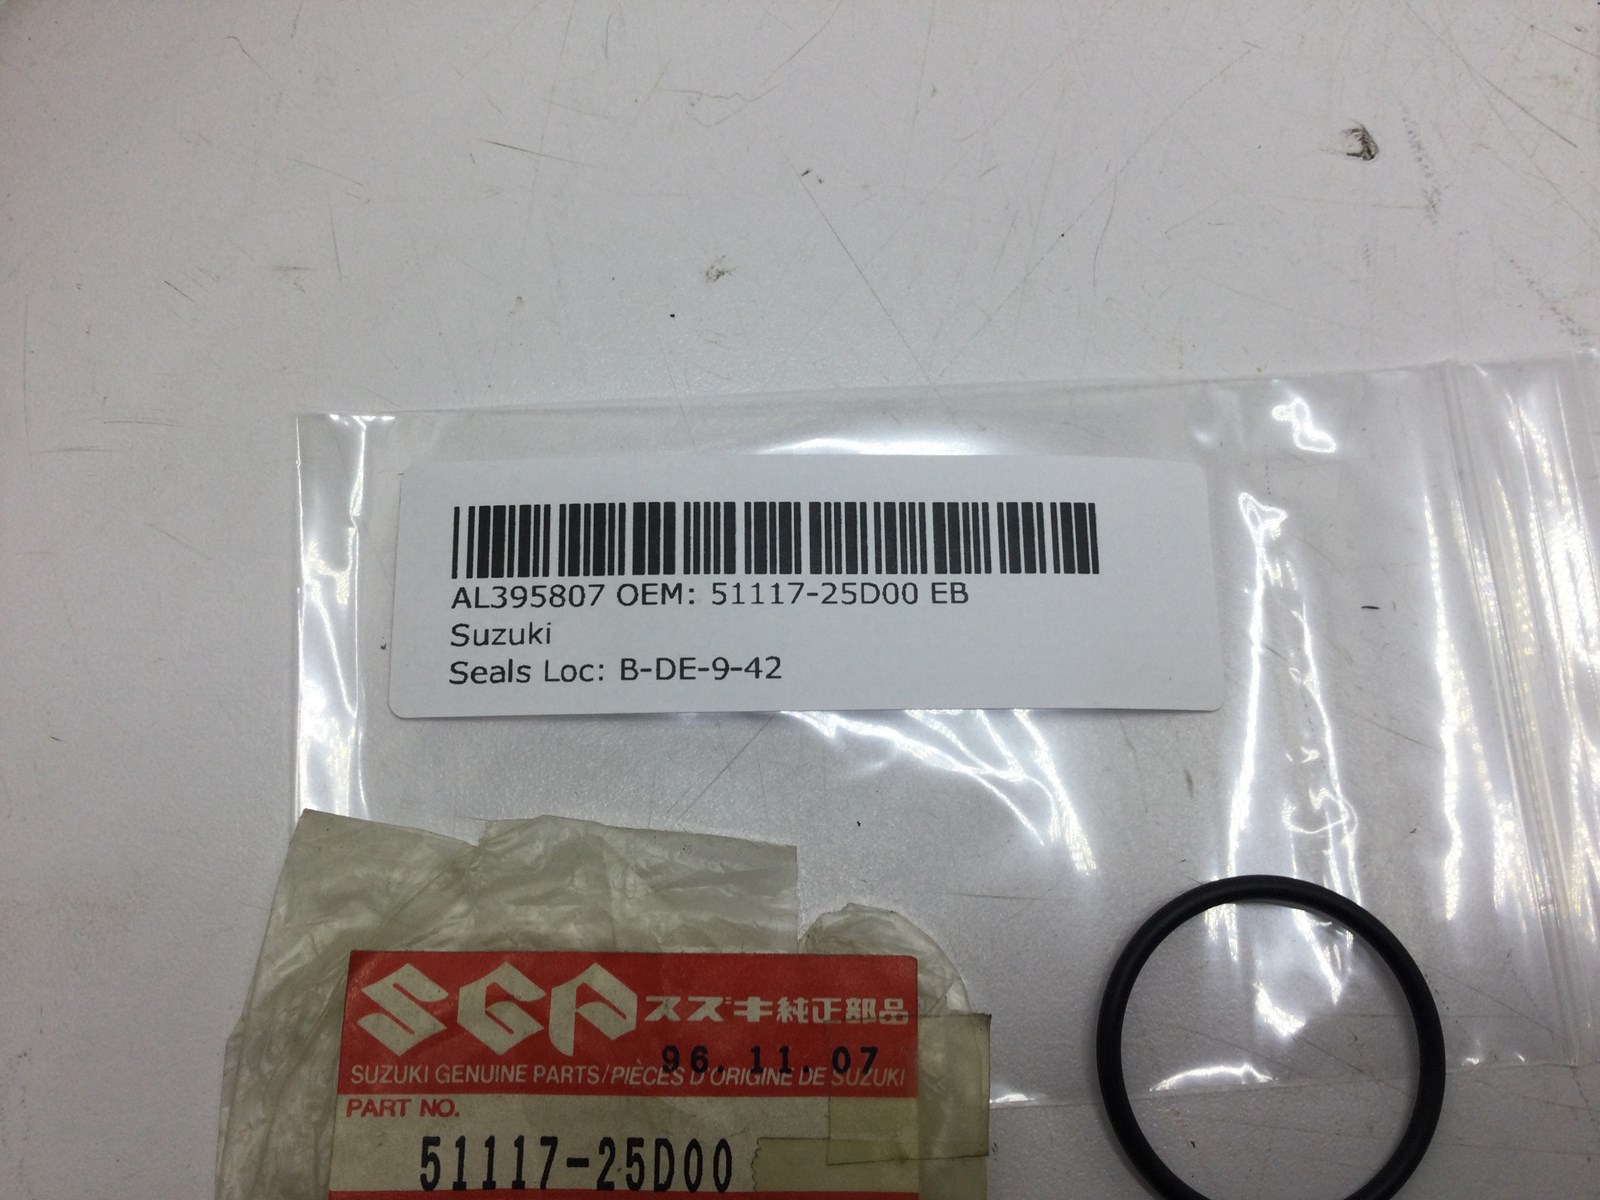 AL395807 OEM: 51117-25D00 EB
Suzuki
Seals Loc: B-DE-9-42
SGP スズキ純正部品
96.11.07
SUZUKI GENUINE PARTS/PIÈCES D'ORIGINE DE SUZUKI
PART NO.
51117-25D00